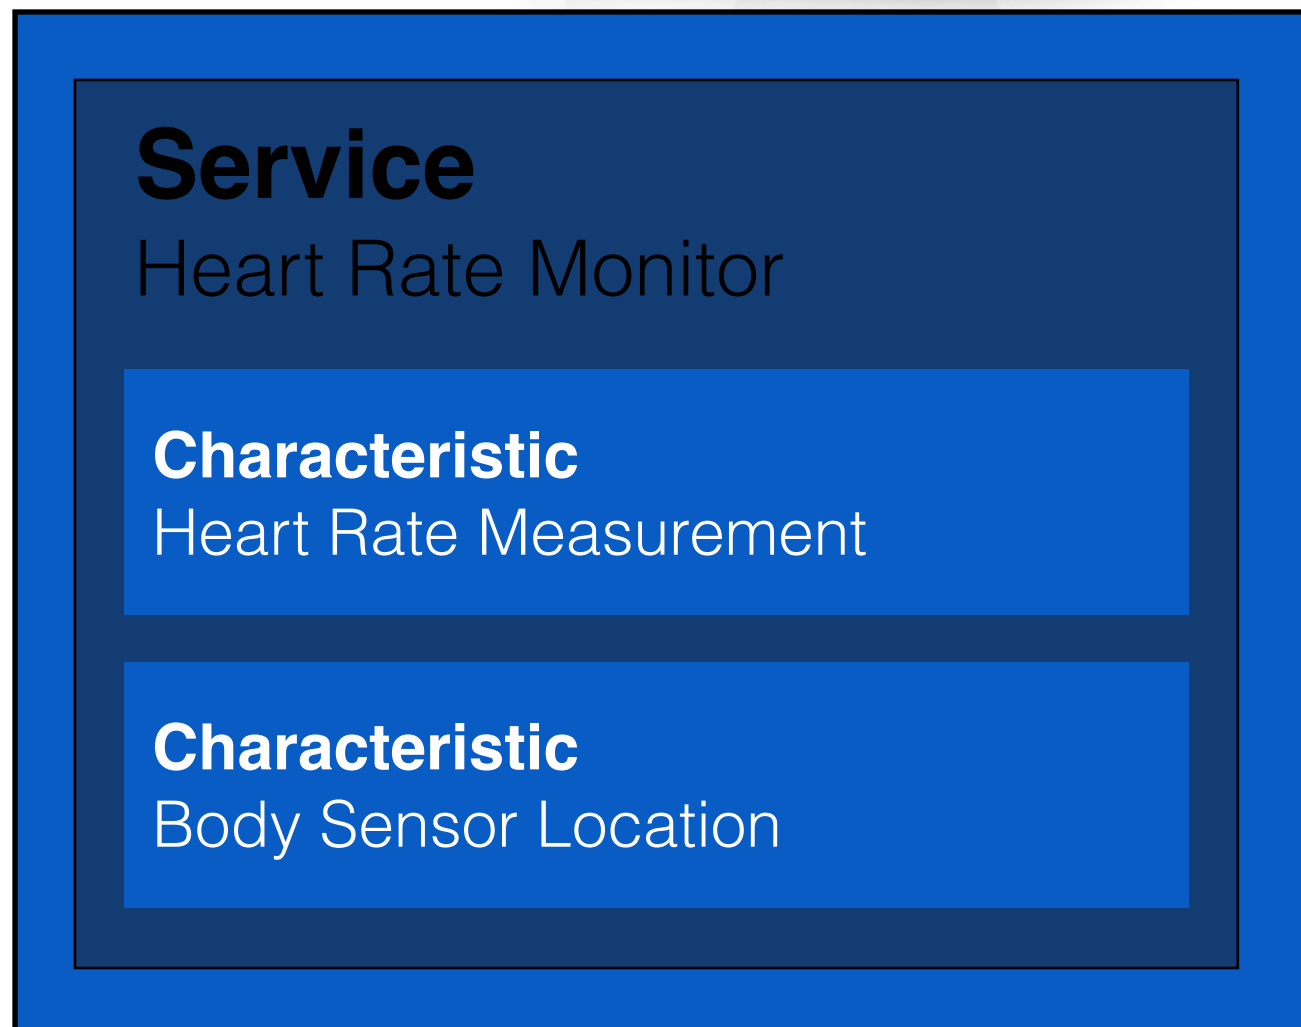 Service
Heart Rate Monitor
Characteristic
Heart Rate Measurement
Characteristic
Body Sensor Location